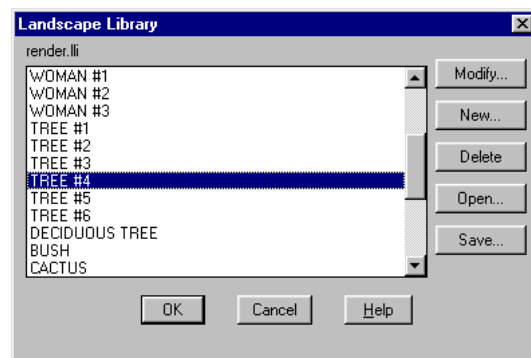 Landscape Library
render.lli
WOMAN #1
WOMAN #2
WOMAN #3
TREE #1
TREE #2
TREE #3
TREE #4
TREE #5
TREE #6
DECIDUOUS TREE
BUSH
CACTUS
Modify...
New...
Delete
Open...
Save...
OK
Cancel
Help